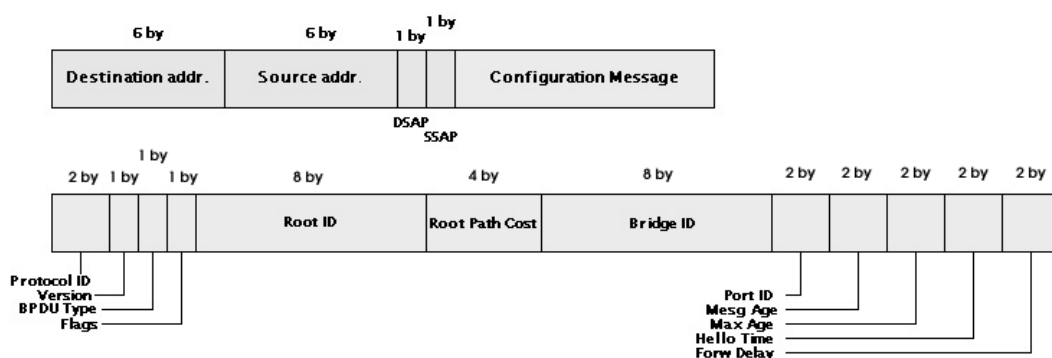 1 by
6 by 6 by 1 by
Destination addr. Source addr. Configuration Message
DSAP
SSAP
1 by
2 by 1 by 1 by 8 by 4 by 8 by 2 by 2 by 2 by 2 by 2 by
Root ID Root Path Cost Bridge ID
Protocol ID
Version
BPDU Type
Flags
Port ID
Mesg Age
Max Age
Hello Time
Forw Delay